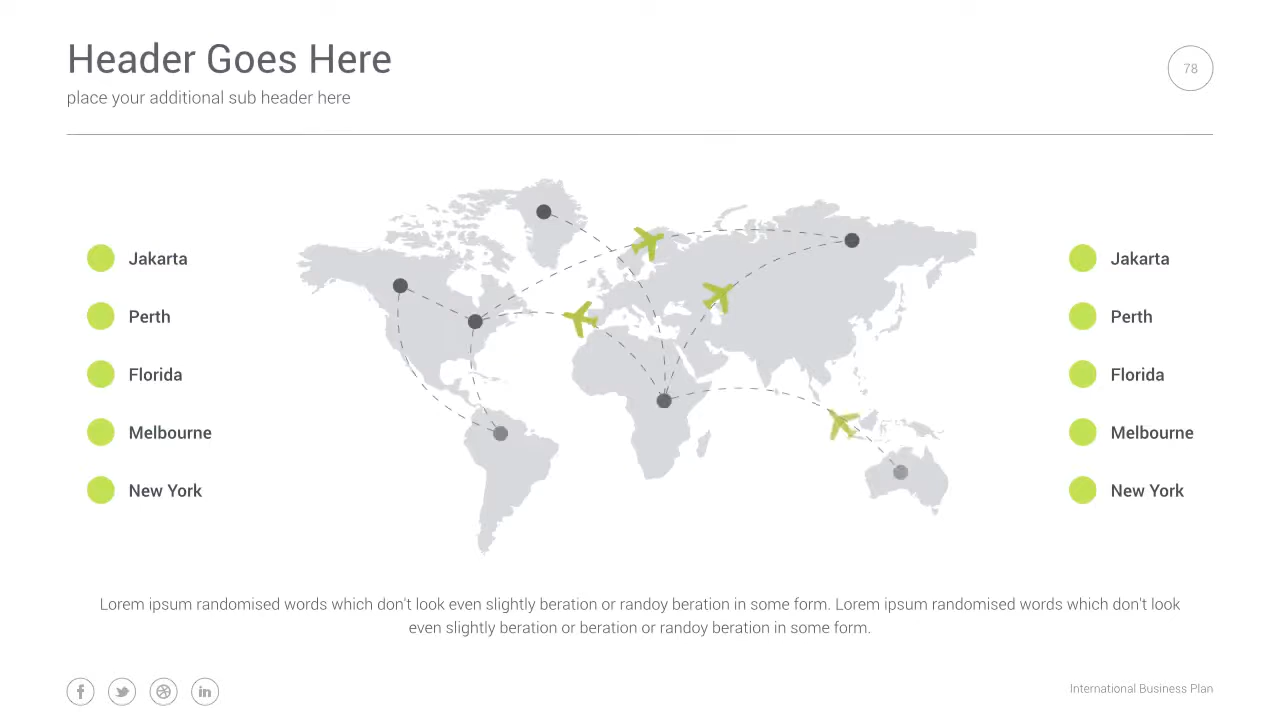 Header Goes Here
place your additional sub header here
78
Jakarta
Perth
Florida
Melbourne
New York
Jakarta
Perth
Florida
Melbourne
New York
Lorem ipsum randomised words which don't look even slightly beration or randoy beration in some form. Lorem ipsum randomised words which don't look
even slightly beration or beration or randoy beration in some form.
International Business Plan